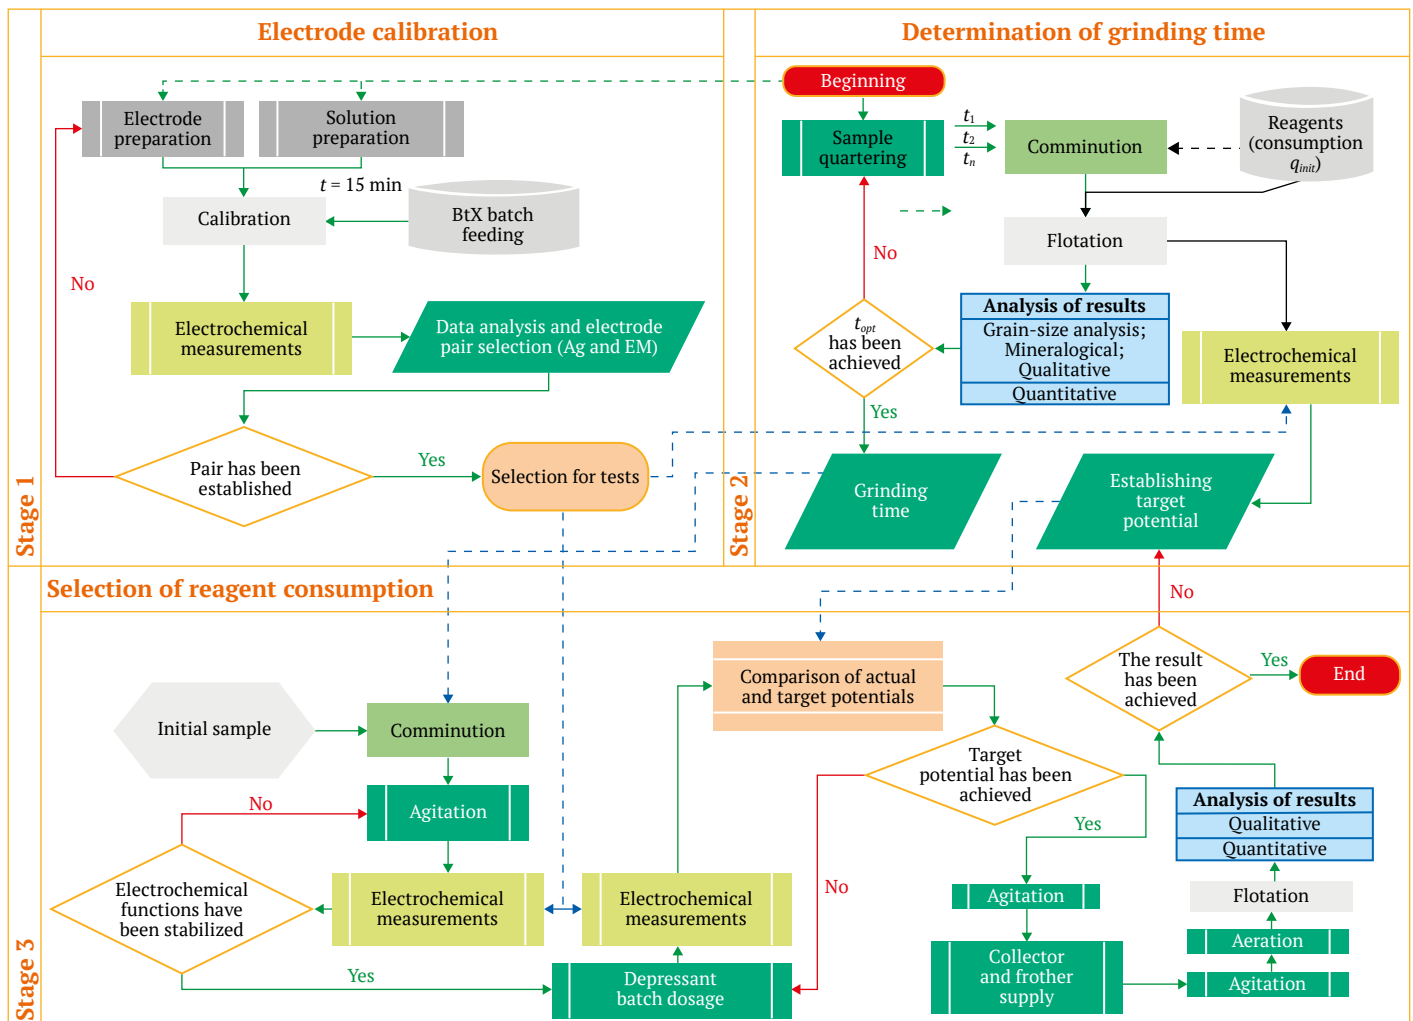 Electrode calibration
Determination of grinding time
Beginning
Electrode
preparation
Solution
preparation
t = 15 min
Calibration
BtX batch
feeding
No
Electrochemical
measurements
Data analysis and electrode
pair selection (Ag and EM)
Pair has been
established
Yes
Selection for tests
Stage 1
Sample
quartering
t1
t2
tn
Comminution
Reagents
(consumption
qinit)
Flotation
No
Analysis of results
Grain-size analysis;
Mineralogical;
Qualitative
Quantitative
topt
has been
achieved
Electrochemical
measurements
Yes
Grinding
time
Establishing
target
potential
Stage 2
Selection of reagent consumption
No
Initial sample
Comminution
Agitation
No
Electrochemical
functions have
been stabilized
Electrochemical
measurements
Yes
Electrochemical
measurements
Depressant
batch dosage
Comparison of actual
and target potentials
Target
potential has been
achieved
No
Yes
Agitation
Collector
and frother
supply
Agitation
Aeration
Flotation
Analysis of results
Qualitative
Quantitative
The result
has been
achieved
Yes
End
Stage 3